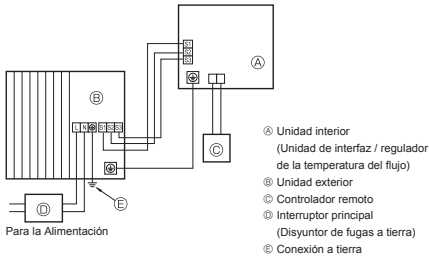 S1
S2
S3
Ⓐ
Ⓑ
L N S1 S2 S3
Ⓒ
Ⓓ
Ⓔ
Para la Alimentación
Ⓐ Unidad interior
(Unidad de interfaz / regulador
de la temperatura del flujo)
Ⓑ Unidad exterior
Ⓒ Controlador remoto
Ⓓ Interruptor principal
(Disyuntor de fugas a tierra)
Ⓔ Conexión a tierra